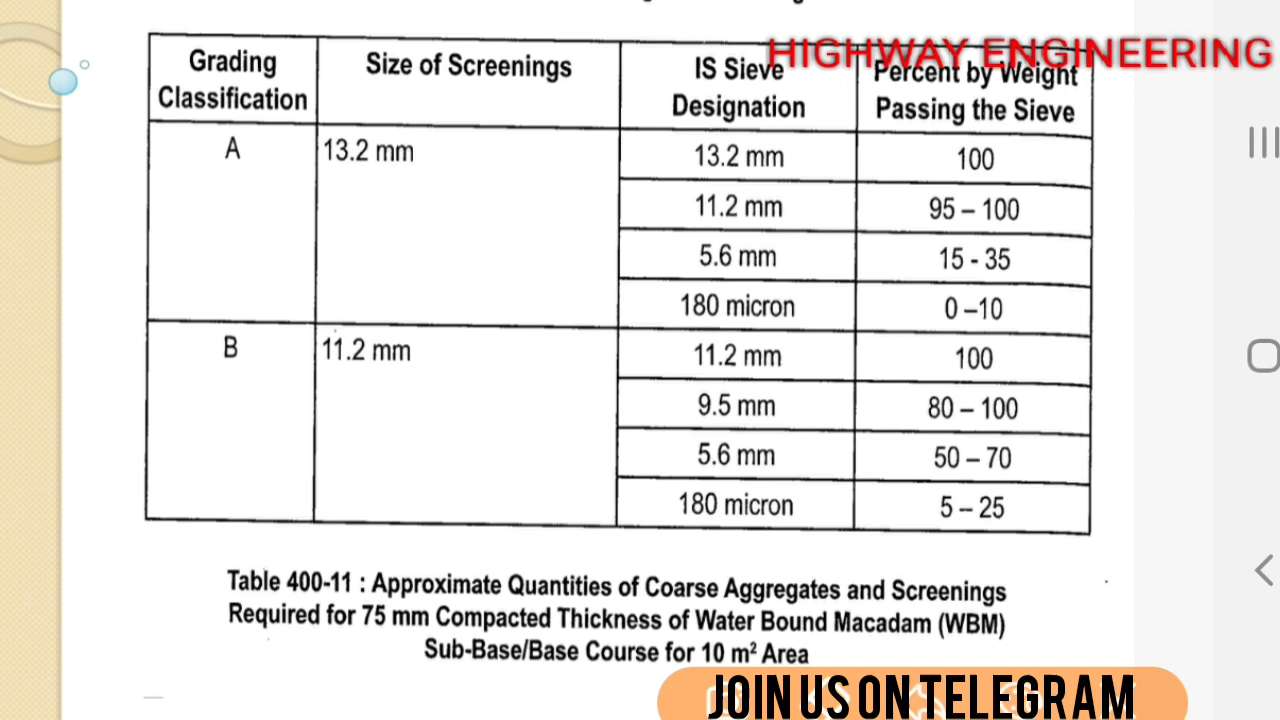 HIGHWAY ENGINEERING
Grading Classification | Size of Screenings | IS Sieve Designation | Percent by Weight Passing the Sieve
A | 13.2 mm | 13.2 mm | 100
11.2 mm | 95 – 100
5.6 mm | 15 - 35
180 micron | 0 –10
B | 11.2 mm | 11.2 mm | 100
9.5 mm | 80 – 100
5.6 mm | 50 – 70
180 micron | 5 – 25
Table 400-11 : Approximate Quantities of Coarse Aggregates and Screenings
Required for 75 mm Compacted Thickness of Water Bound Macadam (WBM)
Sub-Base/Base Course for 10 m² Area
JOIN US ON TELEGRAM